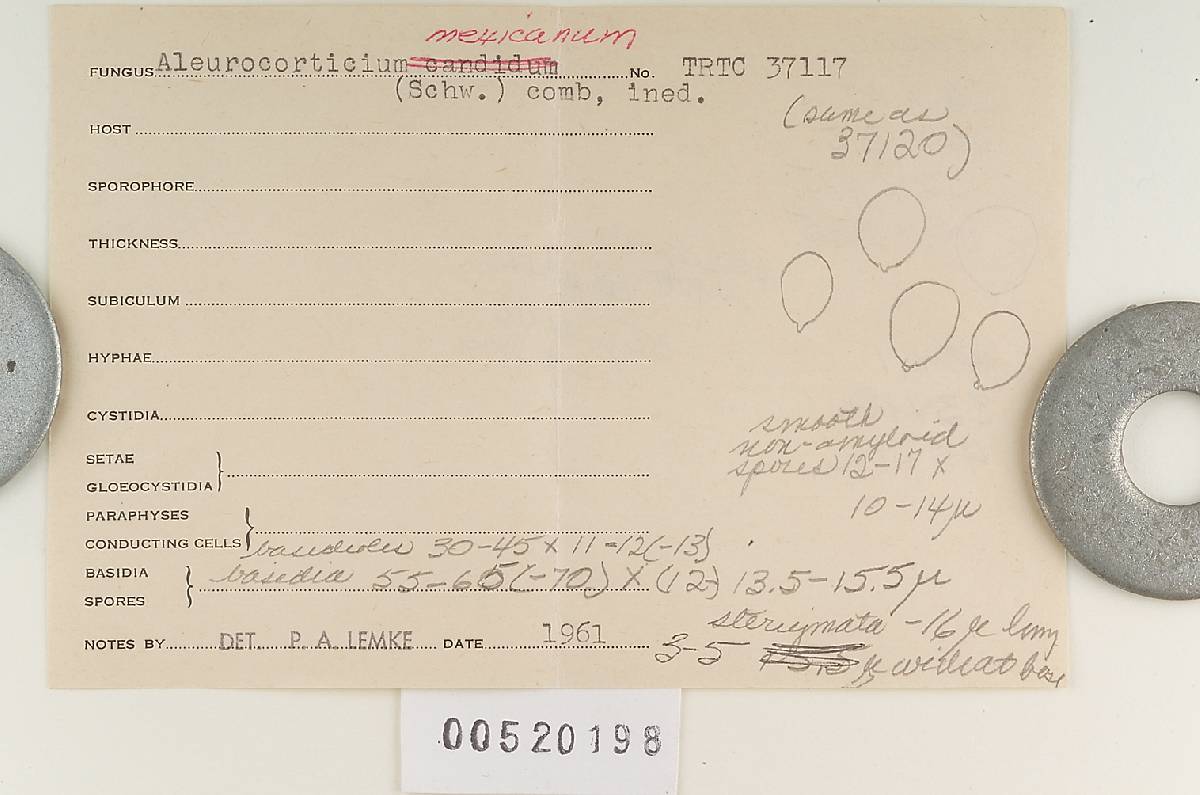 mexicanum
FUNGUS Aleurocorticium candidum No. TRTC 37117
(Schw.) comb, ined.
(same as
37120)
HOST
SPOROPHORE
THICKNESS
SUBICULUM
HYPHAE
CYSTIDIA
SETAE
GLOEOCYSTIDIA
smooth
non-amyloid
spores 12-17 x
10-14µ
PARAPHYSES
CONDUCTING CELLS basidioles 30-45 x 11-12(-13)
BASIDIA basidia 55-65(-70) x (12-) 13.5-15.5µ
SPORES
sterigmata -16µ long
NOTES BY DET. P. A. LEMKE DATE 1961
3-5 µ wide at base
00520198